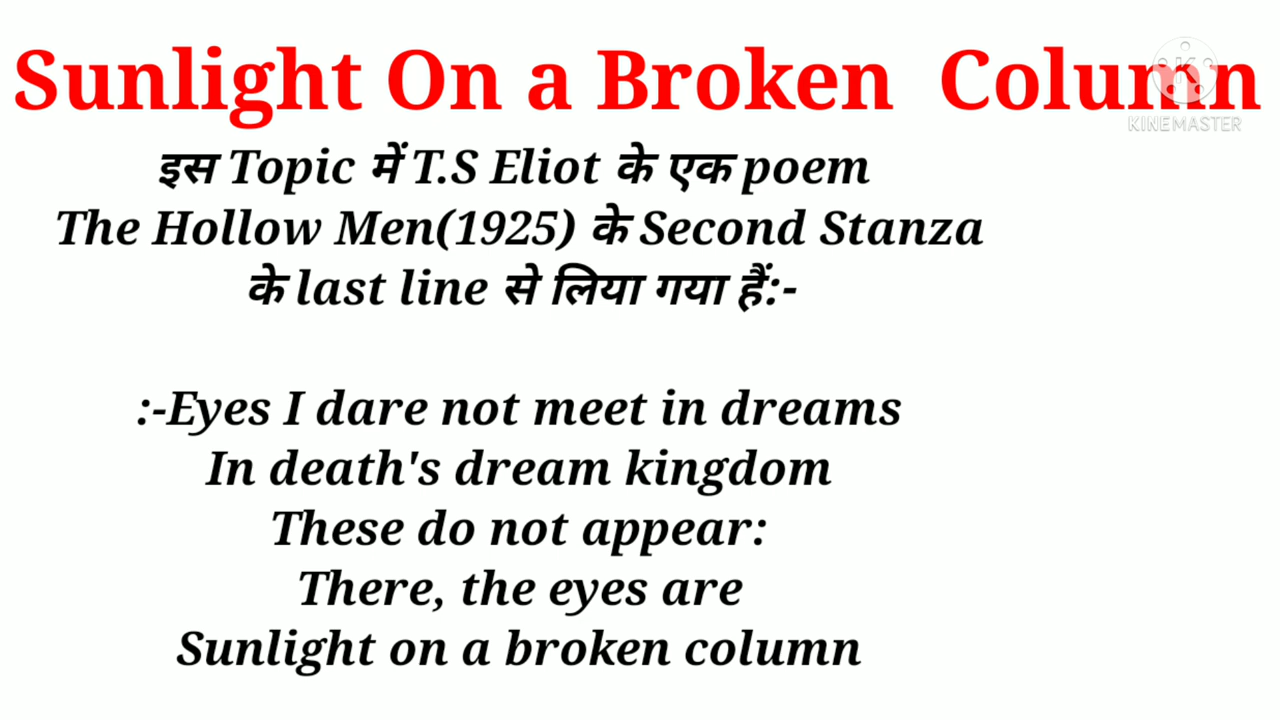 Sunlight On a Broken Column
KINEMASTER
इस Topic में T.S Eliot के एक poem
The Hollow Men(1925) के Second Stanza
के last line से लिया गया हैं:-
:-Eyes I dare not meet in dreams
In death's dream kingdom
These do not appear:
There, the eyes are
Sunlight on a broken column